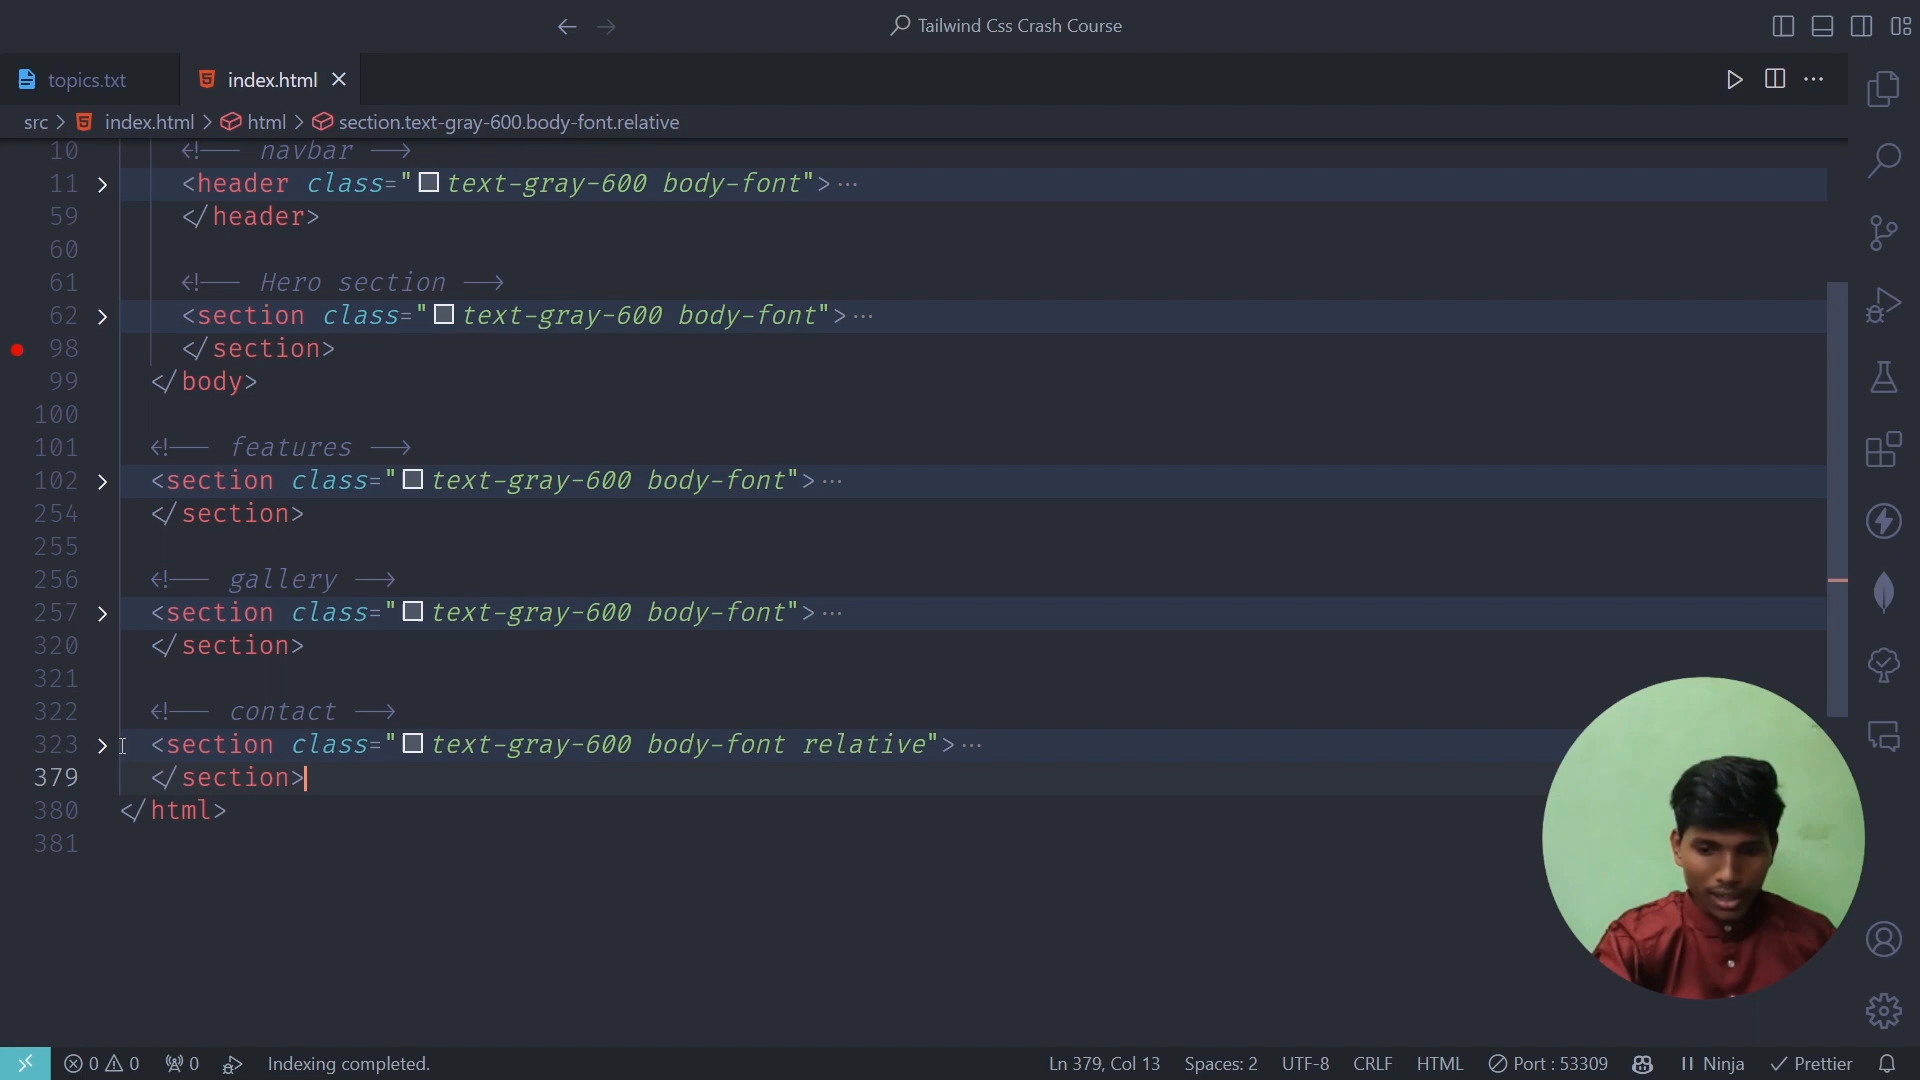 Tailwind Css Crash Course
topics.txt
index.html
src > index.html > html > section.text-gray-600.body-font.relative
10 <!-- navbar -->
11 <header class="text-gray-600 body-font">…
59 </header>
60
61 <!-- Hero section -->
62 <section class="text-gray-600 body-font">…
98 </section>
99 </body>
100
101 <!-- features -->
102 <section class="text-gray-600 body-font">…
254 </section>
255
256 <!-- gallery -->
257 <section class="text-gray-600 body-font">…
320 </section>
321
322 <!-- contact -->
323 <section class="text-gray-600 body-font relative">…
379 </section>
380 </html>
381
0 0 0 Indexing completed. Ln 379, Col 13 Spaces: 2 UTF-8 CRLF HTML Port : 53309 Ninja Prettier